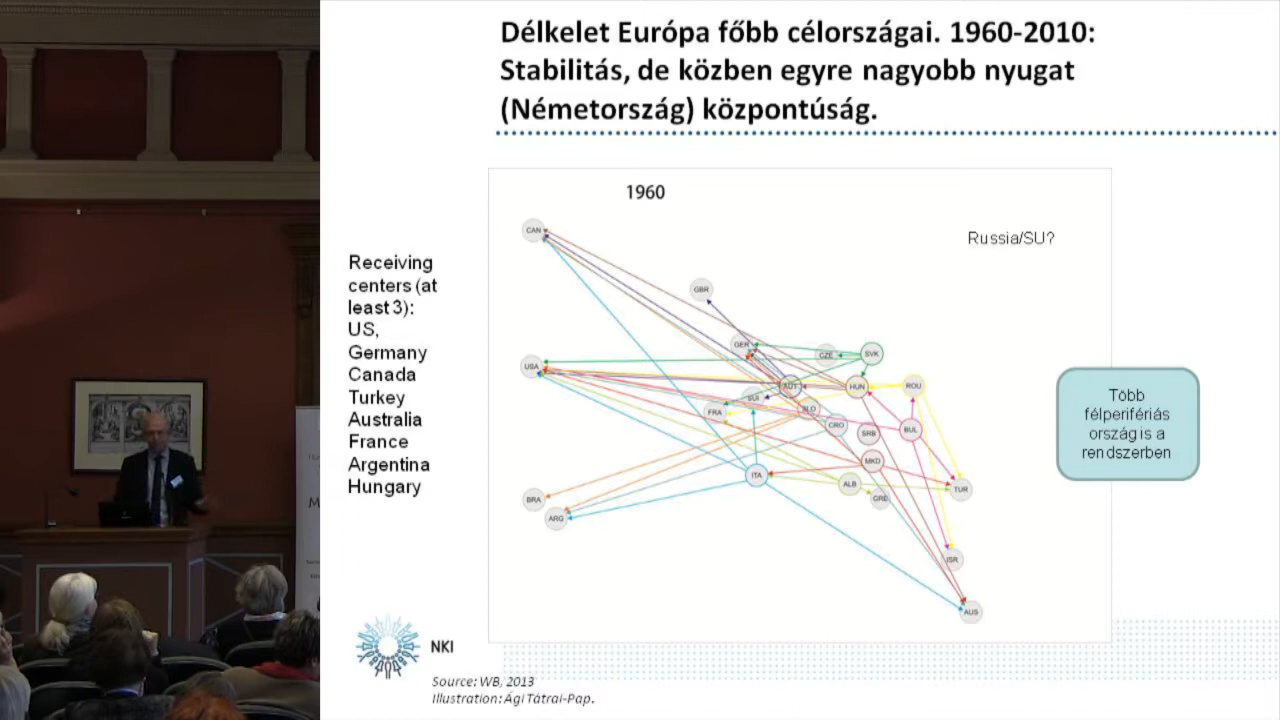 Délkelet Európa főbb célországai. 1960-2010:
Stabilitás, de közben egyre nagyobb nyugat
(Németország) központúság.
1960
Russia/SU?
Receiving
centers (at
least 3):
US,
Germany
Canada
Turkey
Australia
France
Argentina
Hungary
CAN
GBR
GER
CZE
SVK
USA
AUT
HUN
ROU
SUI
FRA
SLO
CRO
SRB
BUL
MKD
ITA
ALB
GRE
TUR
BRA
ARG
ISR
AUS
Több
félperifériás
ország is a
rendszerben
NKI
Source: WB, 2013
Illustration: Ági Tátrai-Pap.